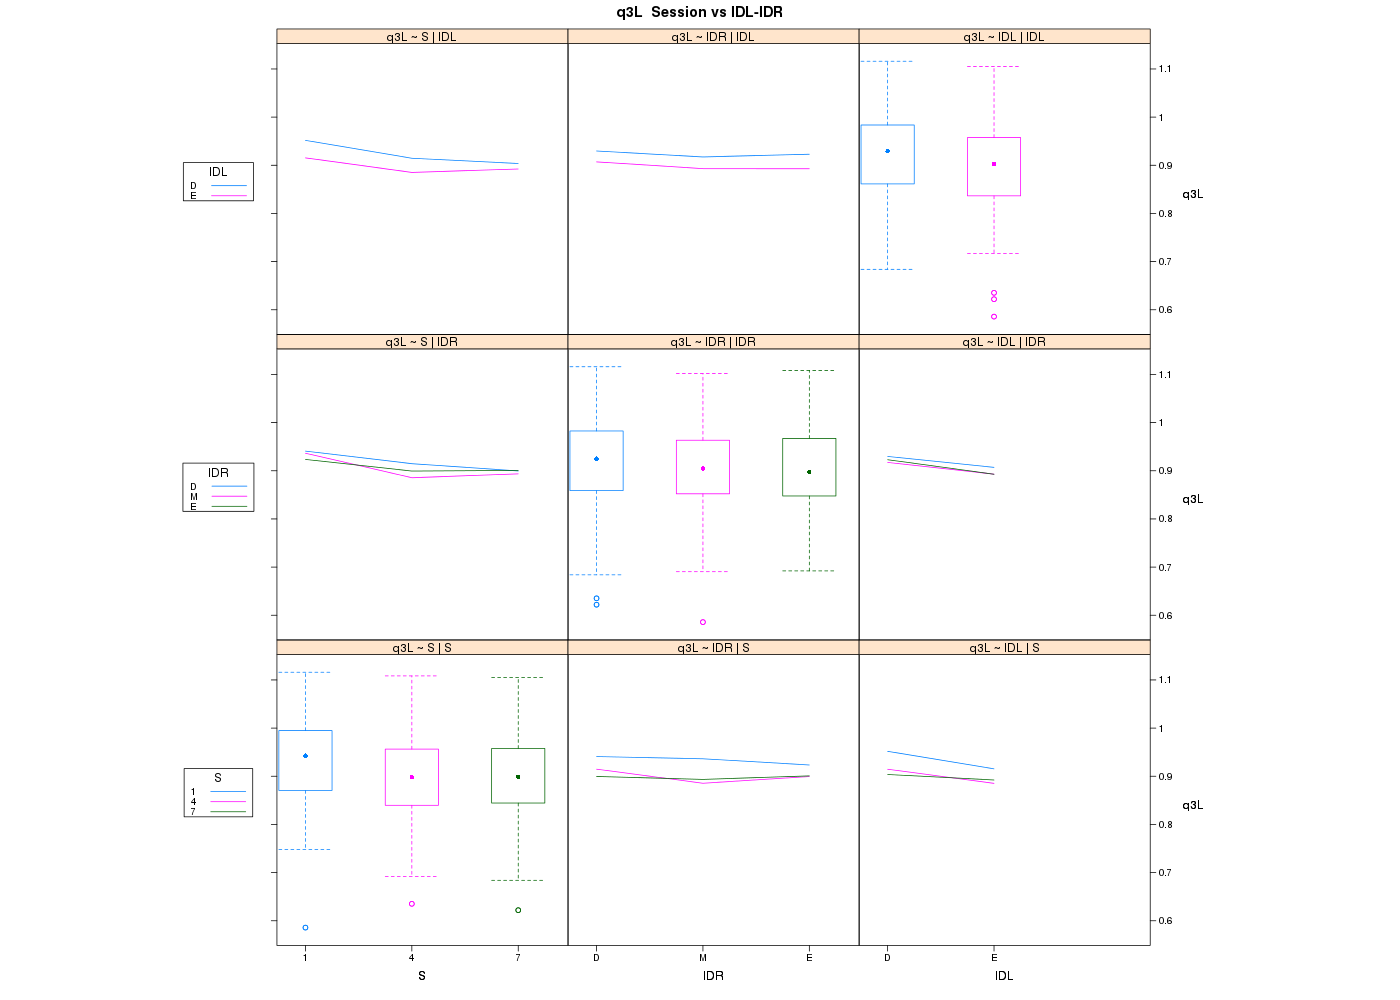 q3L  Session vs IDL-IDR
q3L ~ S | IDL
q3L ~ IDR | IDL
q3L ~ IDL | IDL
1.1
1
0.9
0.8
0.7
0.6
q3L
IDL
D
E
q3L ~ S | IDR
q3L ~ IDR | IDR
q3L ~ IDL | IDR
1.1
1
0.9
0.8
0.7
0.6
q3L
IDR
D
M
E
q3L ~ S | S
q3L ~ IDR | S
q3L ~ IDL | S
1.1
1
0.9
0.8
0.7
0.6
q3L
S
1
4
7
1 4 7
D M E
D E
S
IDR
IDL